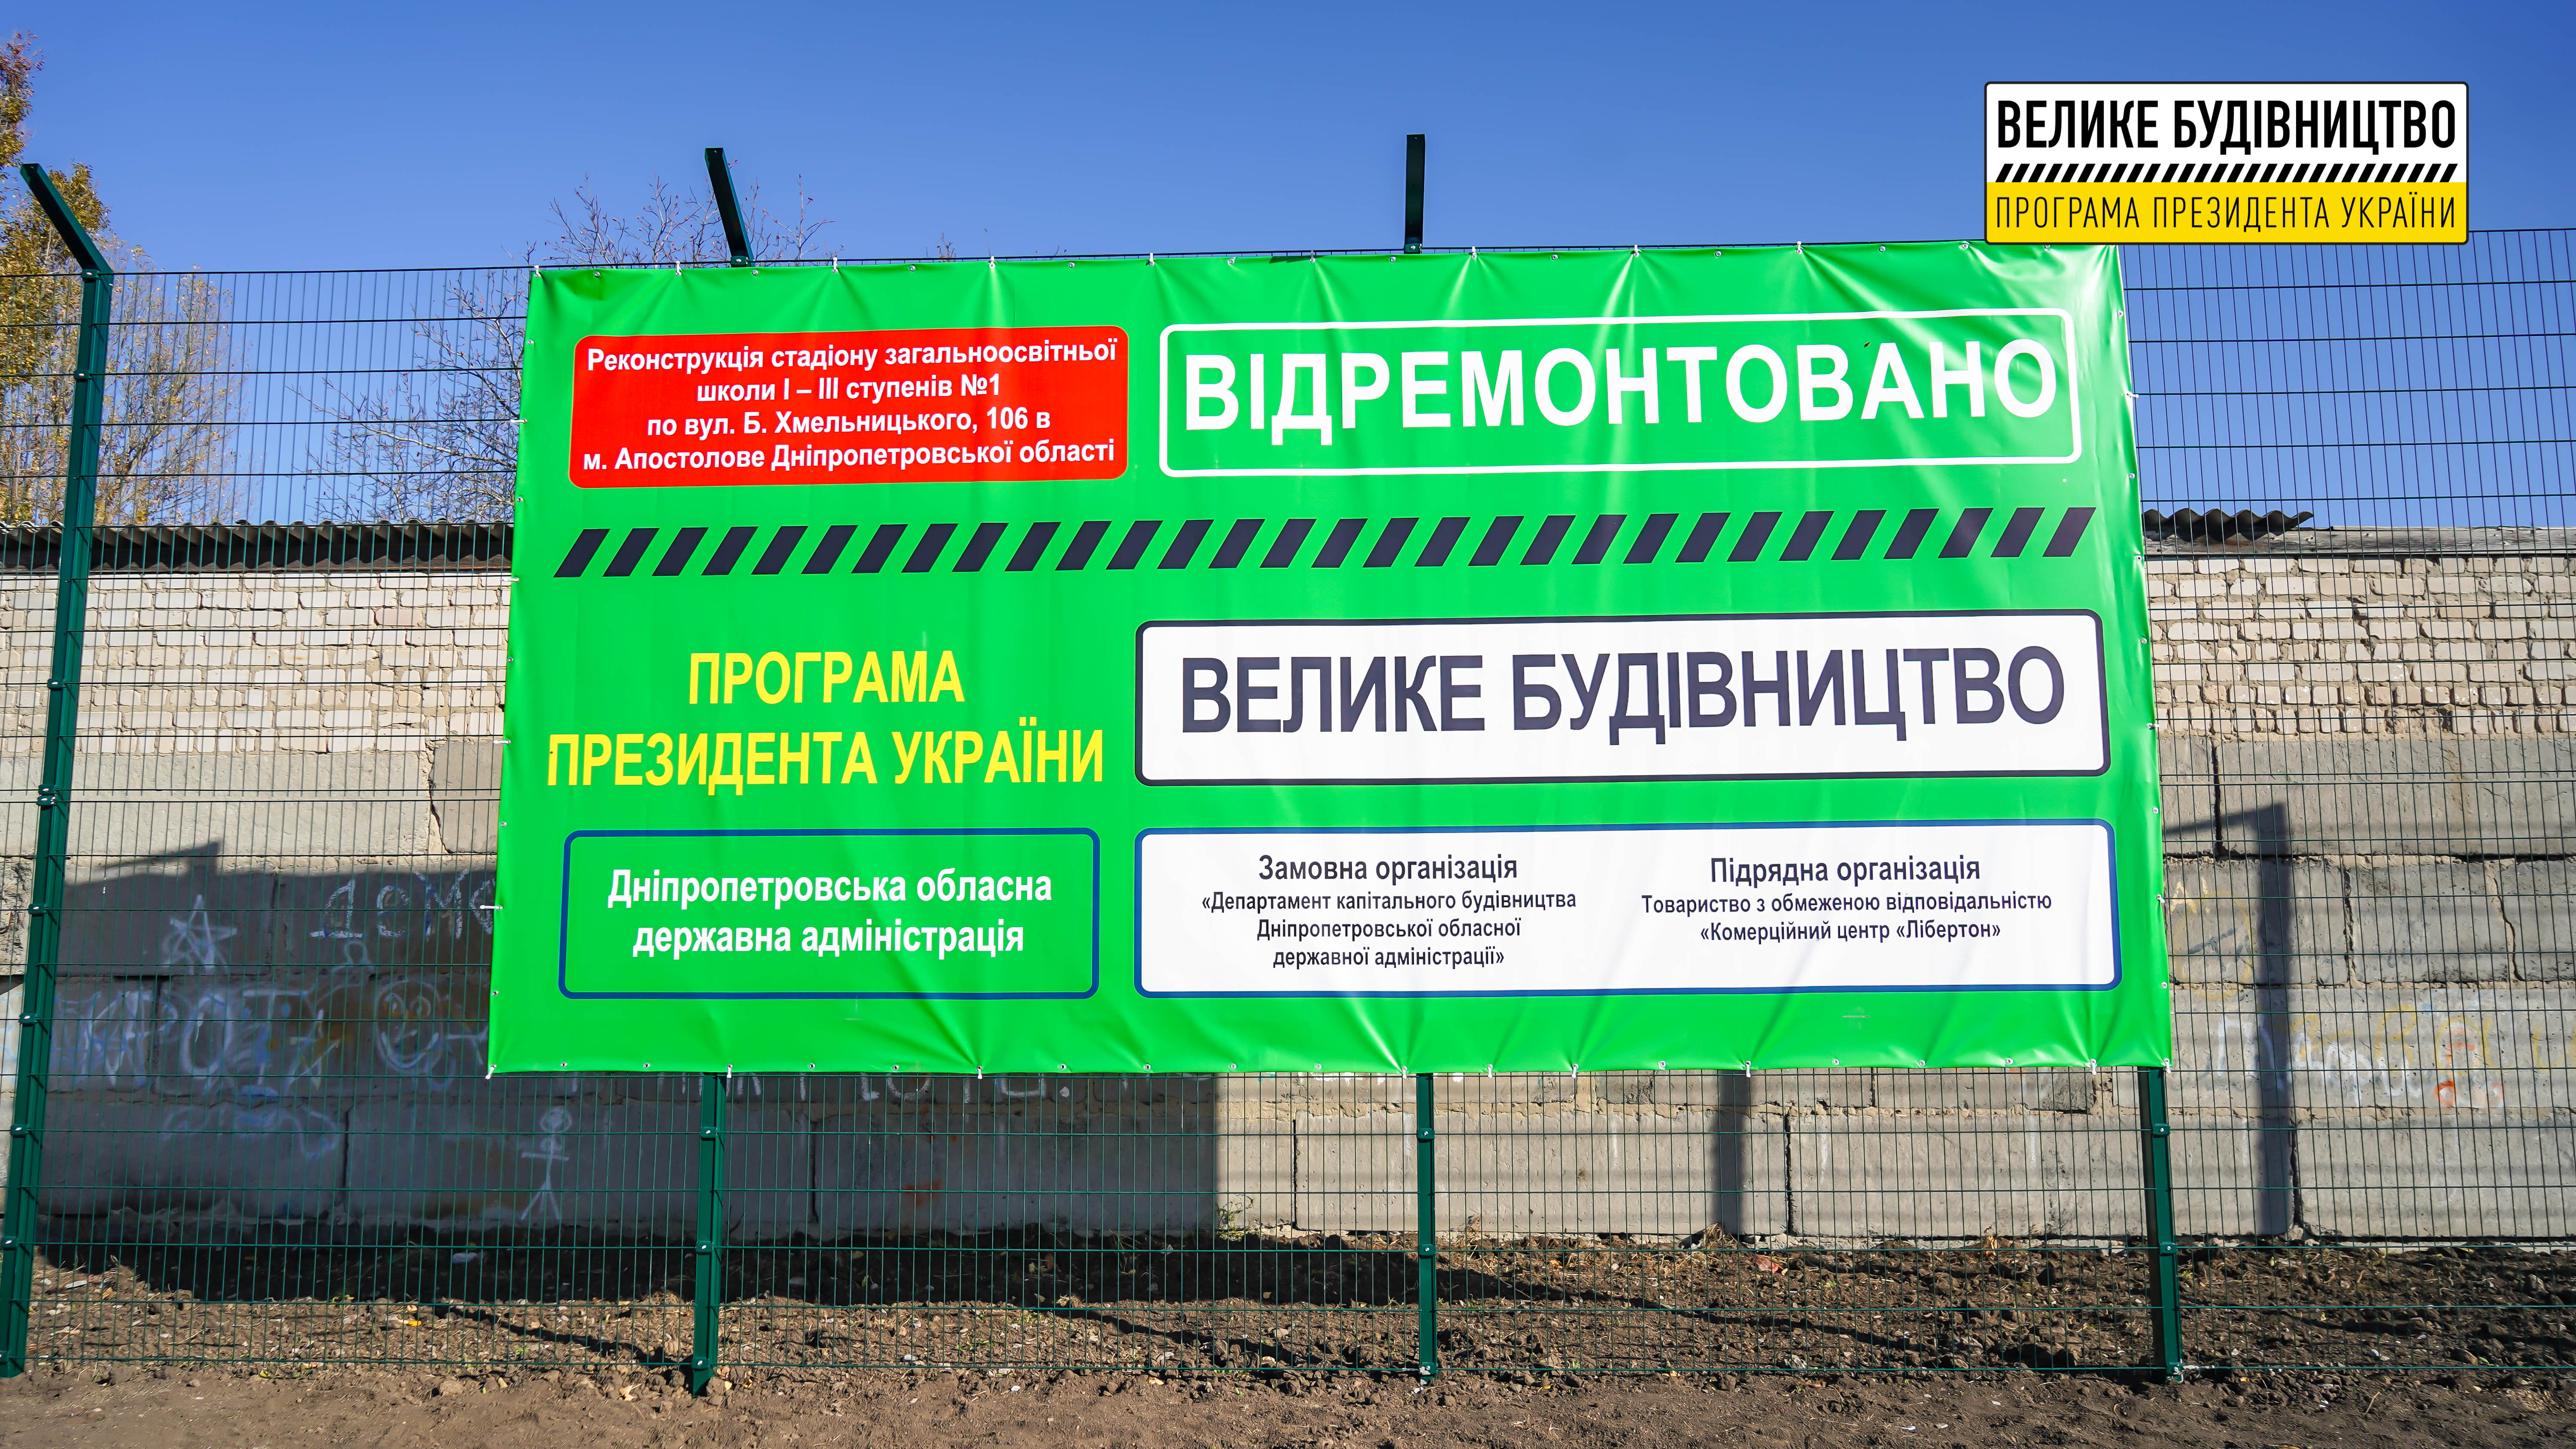 ВЕЛИКЕ БУДІВНИЦТВО
ПРОГРАМА ПРЕЗИДЕНТА УКРАЇНИ
Реконструкція стадіону загальноосвітньої
школи І – ІІІ ступенів №1
по вул. Б. Хмельницького, 106 в
м. Апостолове Дніпропетровської області
ВІДРЕМОНТОВАНО
ПРОГРАМА
ПРЕЗИДЕНТА УКРАЇНИ
ВЕЛИКЕ БУДІВНИЦТВО
Дніпропетровська обласна
державна адміністрація
Замовна організація
«Департамент капітального будівництва
Дніпропетровської обласної
державної адміністрації»
Підрядна організація
Товариство з обмеженою відповідальністю
«Комерційний центр «Лібертон»